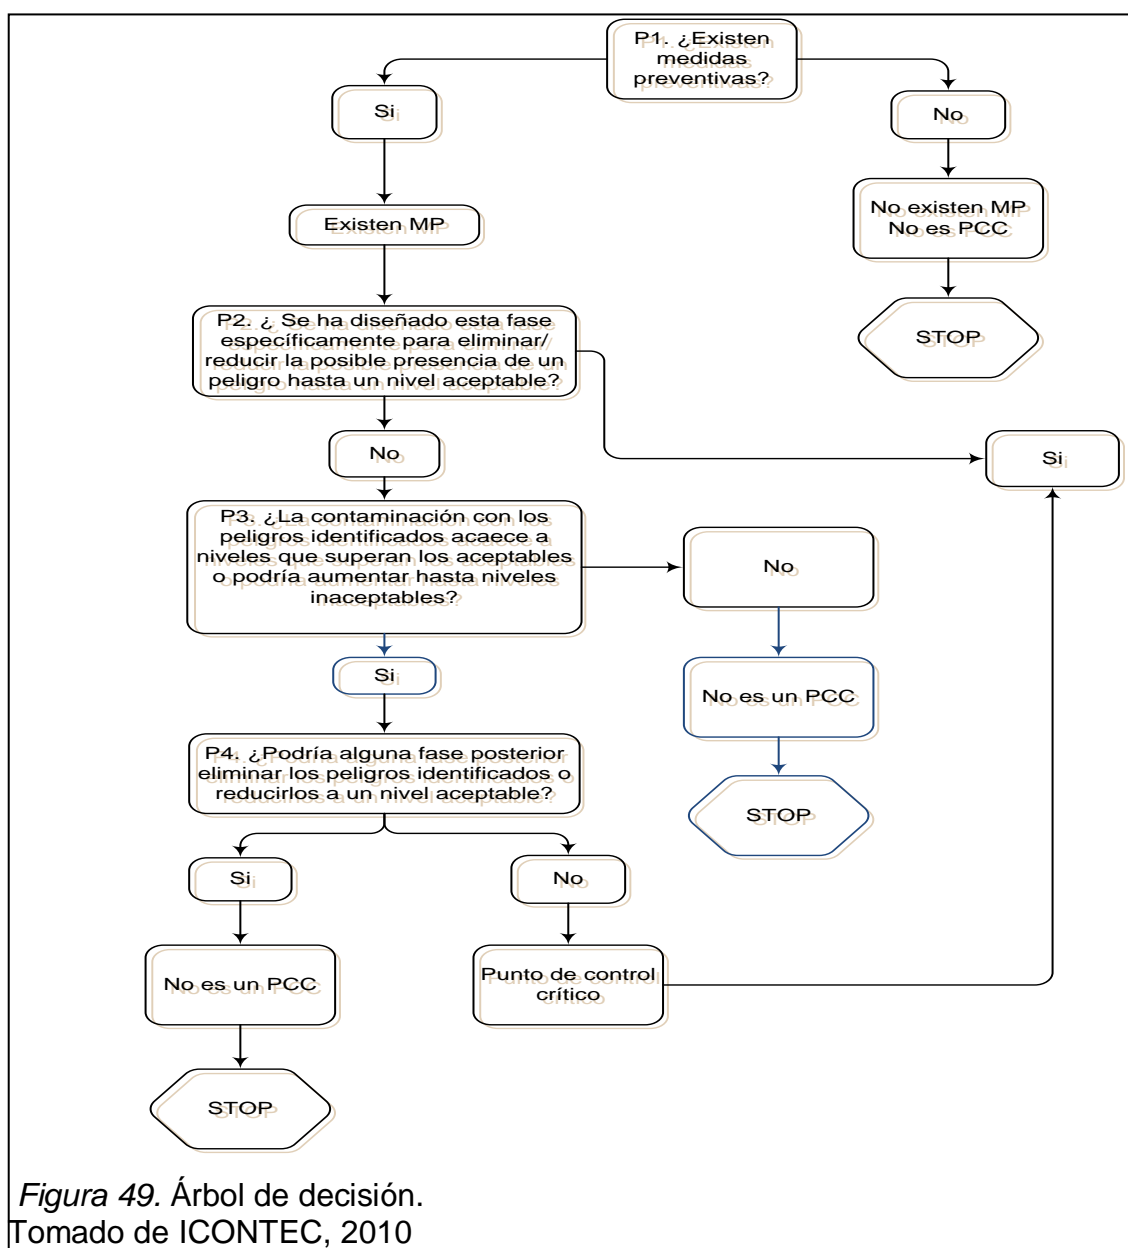 P1. ¿Existen
medidas
preventivas?
Si
No
Existen MP
No existen MP
No es PCC
STOP
P2. ¿ Se ha diseñado esta fase
específicamente para eliminar/
reducir la posible presencia de un
peligro hasta un nivel aceptable?
No
Si
P3. ¿La contaminación con los
peligros identificados acaece a
niveles que superan los aceptables
o podría aumentar hasta niveles
inaceptables?
No
Si
No es un PCC
P4. ¿Podría alguna fase posterior
eliminar los peligros identificados o
reducirlos a un nivel aceptable?
STOP
Si
No
No es un PCC
Punto de control
crítico
STOP
Figura 49. Árbol de decisión.
Tomado de ICONTEC, 2010